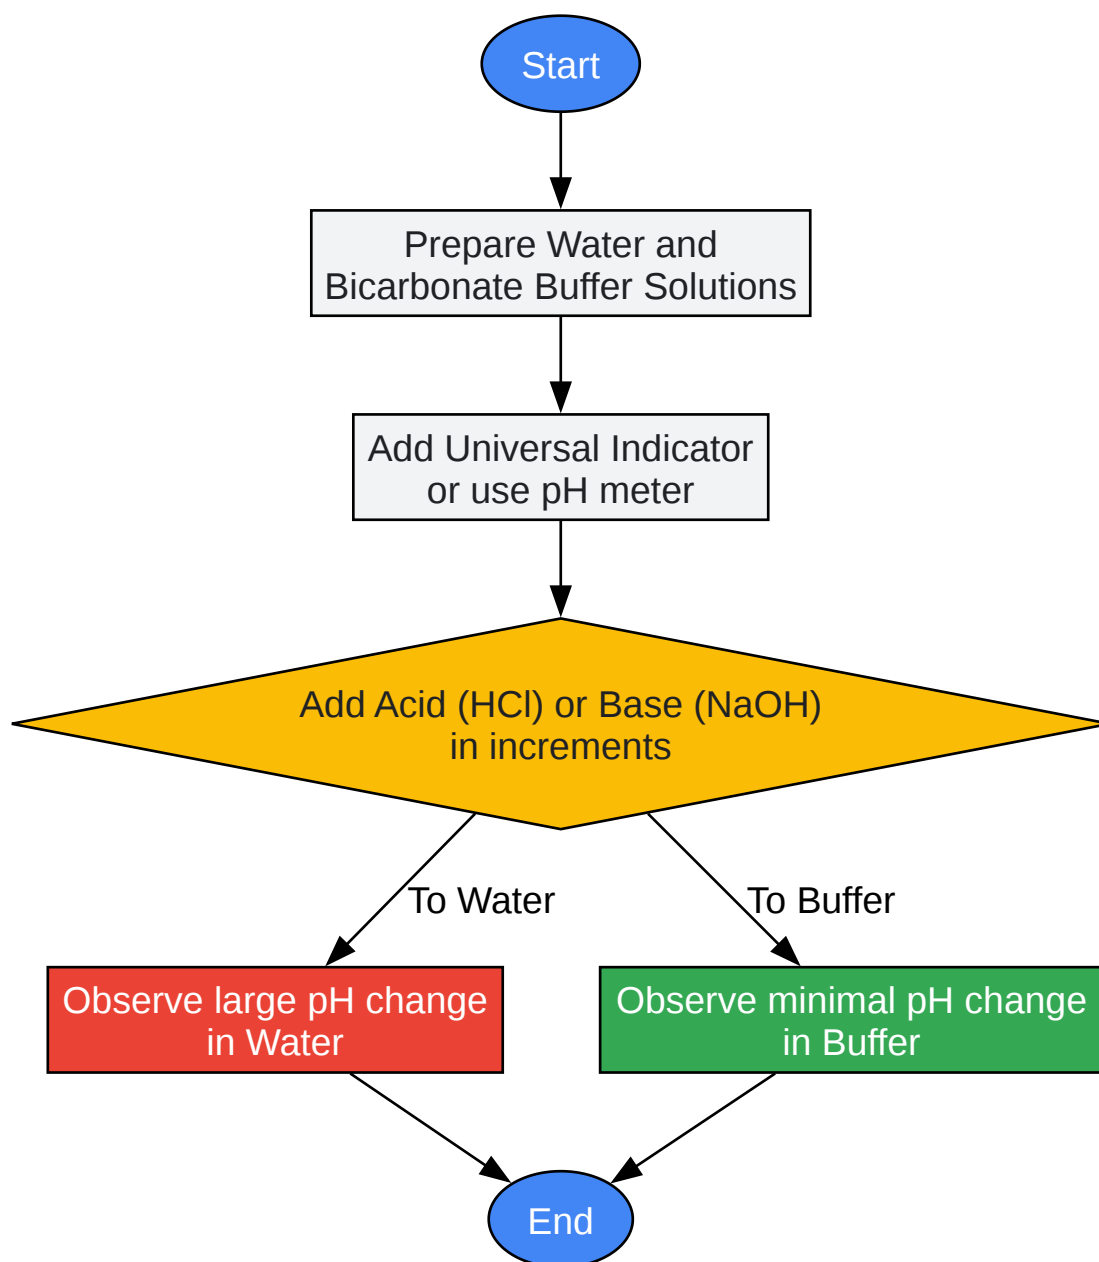 Start
Prepare Water and
Bicarbonate Buffer Solutions
Add Universal Indicator
or use pH meter
Add Acid (HCl) or Base (NaOH)
in increments
To Water
To Buffer
Observe large pH change
in Water
Observe minimal pH change
in Buffer
End